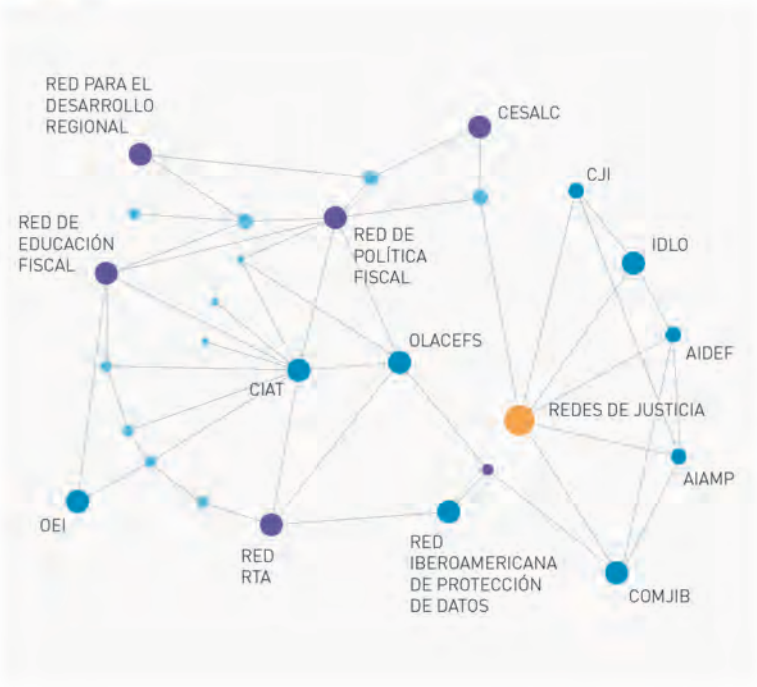 RED PARA EL
DESARROLLO
REGIONAL
CESALC
CJI
RED DE
EDUCACIÓN
FISCAL
RED DE
POLÍTICA
FISCAL
IDLO
OLACEFS
AIDEF
CIAT
REDES DE JUSTICIA
AIAMP
OEI
RED
RTA
RED
IBEROAMERICANA
DE PROTECCIÓN
DE DATOS
COMJIB